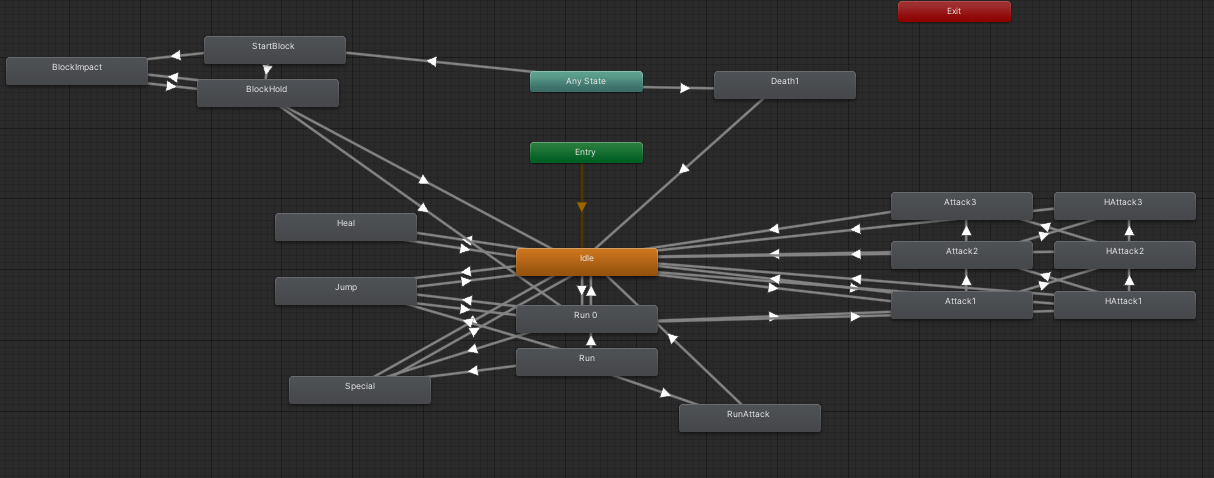 Exit
StartBlock
BlockImpact
Any State
Death1
BlockHold
Entry
Attack3
HAttack3
Heal
Attack2
HAttack2
Idle
Jump
Attack1
HAttack1
Run 0
Run
Special
RunAttack